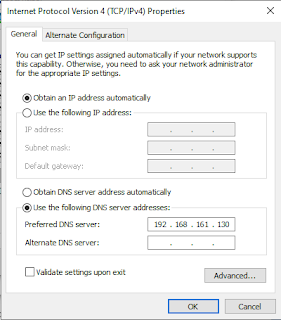 Internet Protocol Version 4 (TCP/IPv4) Properties
General
Alternate Configuration
You can get IP settings assigned automatically if your network supports
this capability. Otherwise, you need to ask your network administrator
for the appropriate IP settings.
Obtain an IP address automatically
Use the following IP address:
IP address:
Subnet mask:
Default gateway:
Obtain DNS server address automatically
Use the following DNS server addresses:
Preferred DNS server: 192 . 168 . 161 . 130
Alternate DNS server:
Validate settings upon exit
Advanced...
OK
Cancel